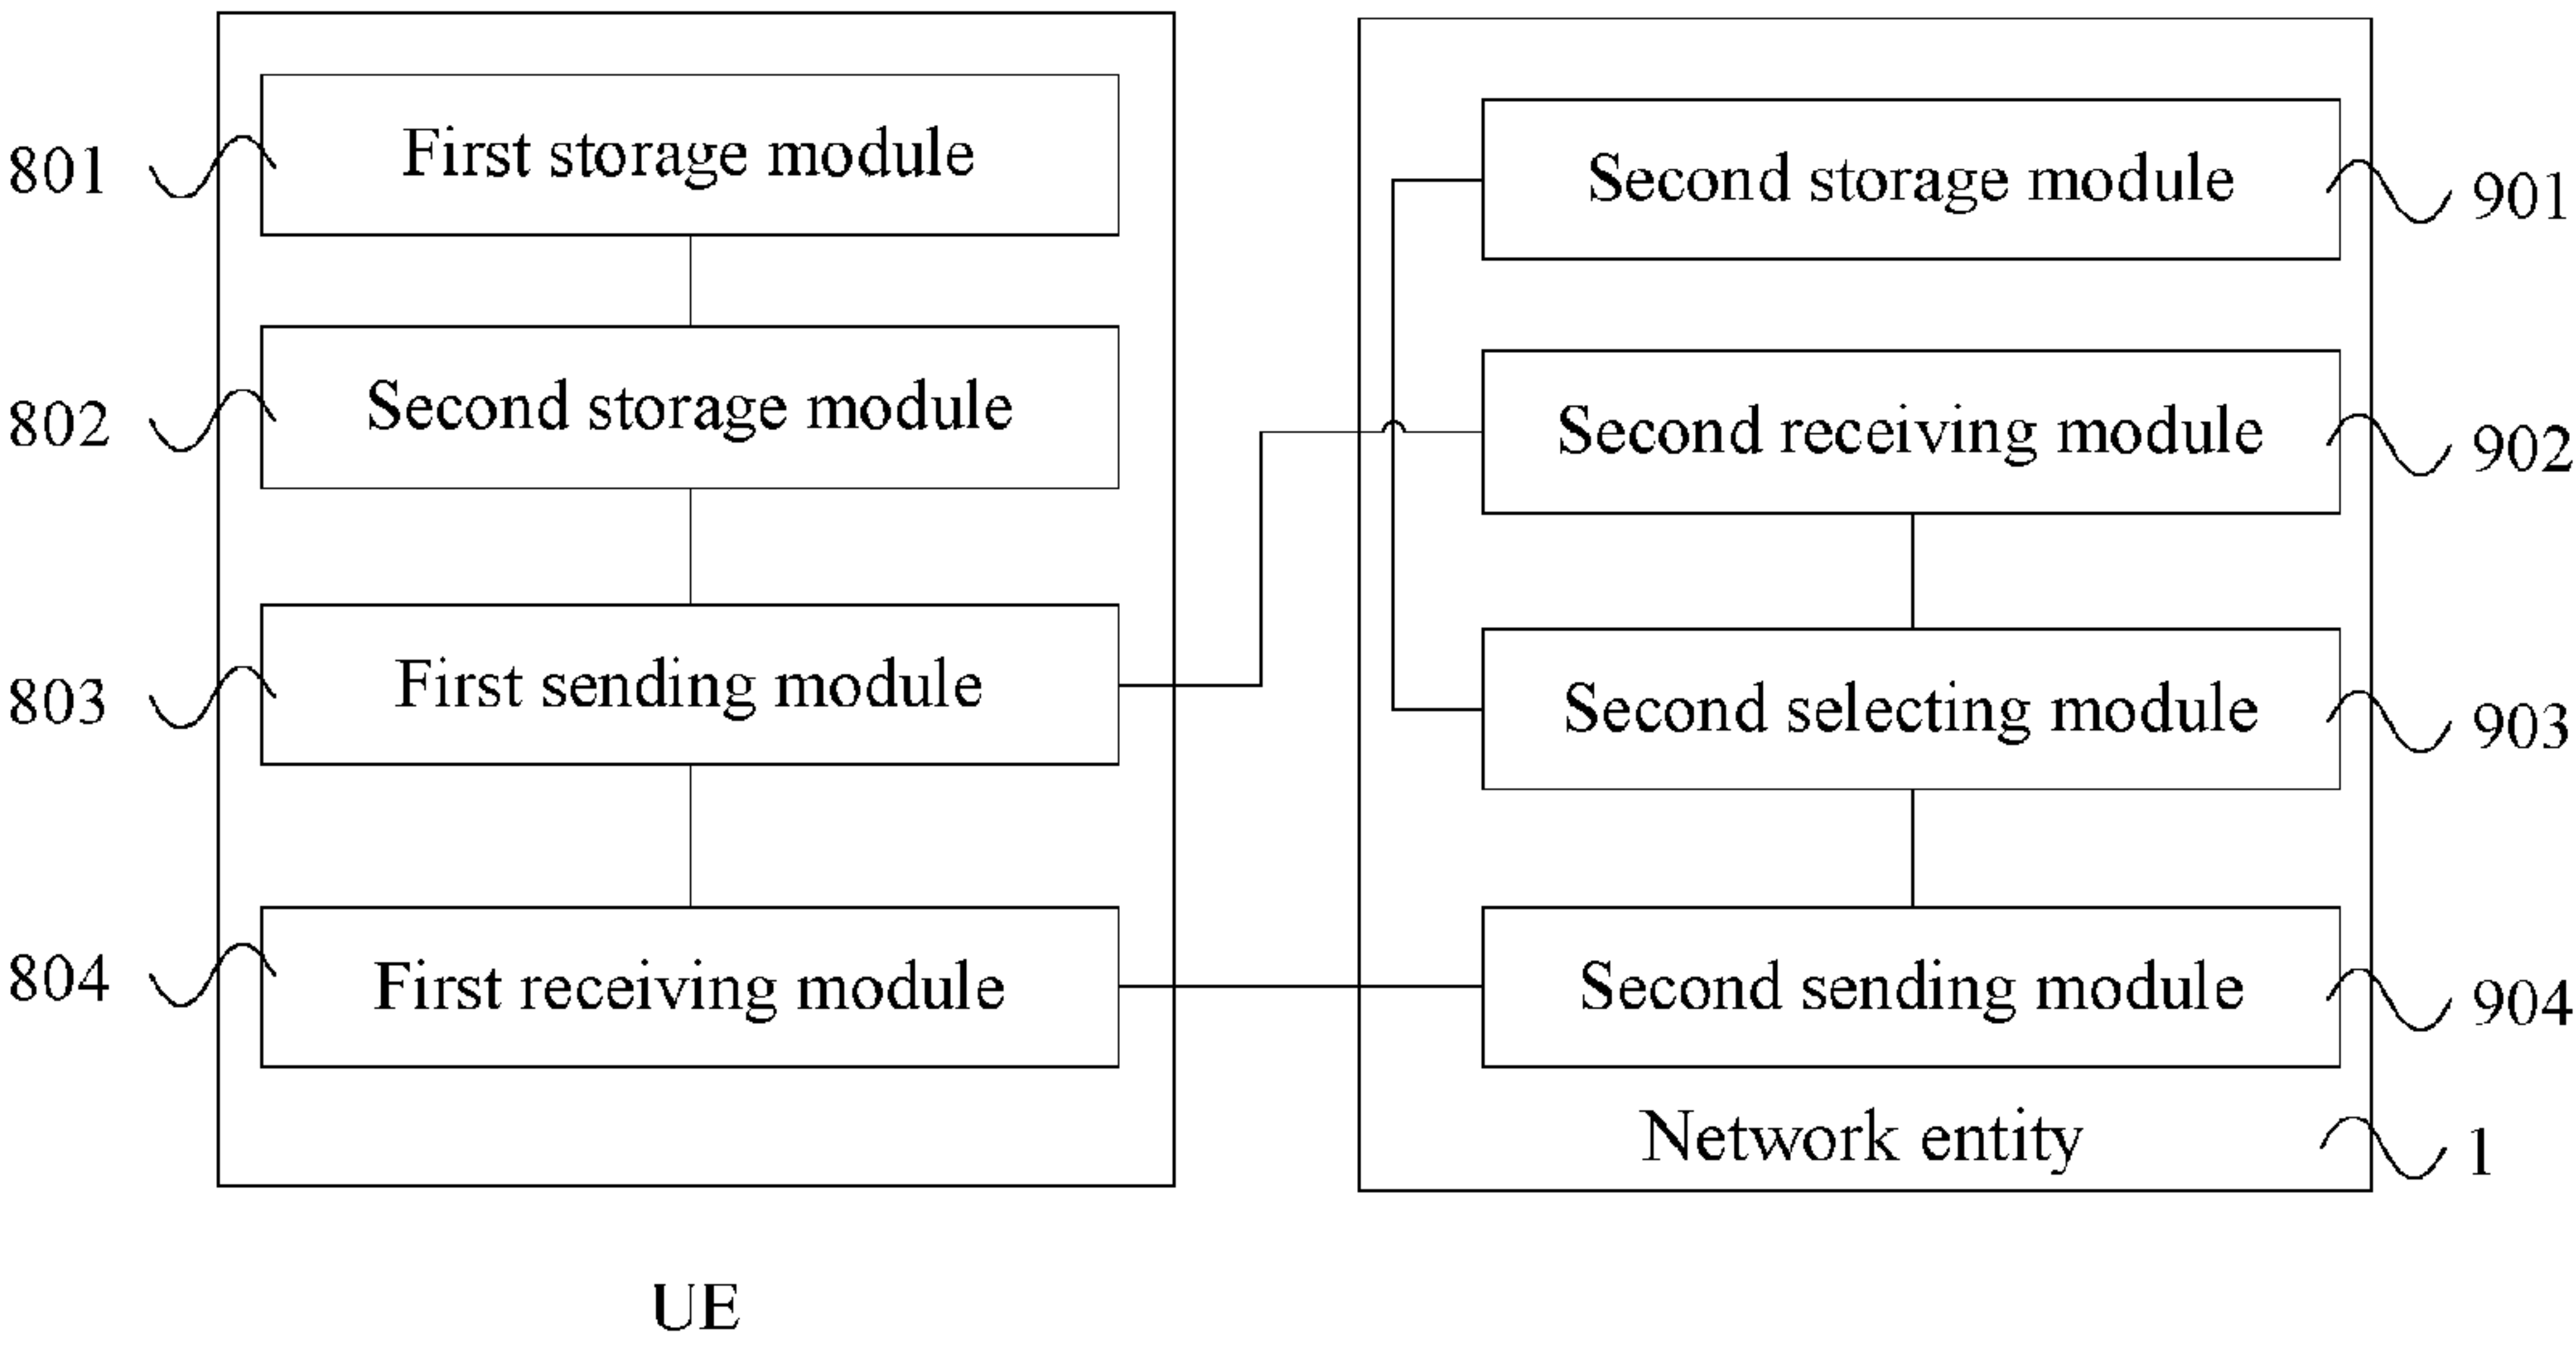 801
First storage module
802
Second storage module
803
First sending module
804
First receiving module
UE
Second storage module
901
Second receiving module
902
Second selecting module
903
Second sending module
904
Network entity
1